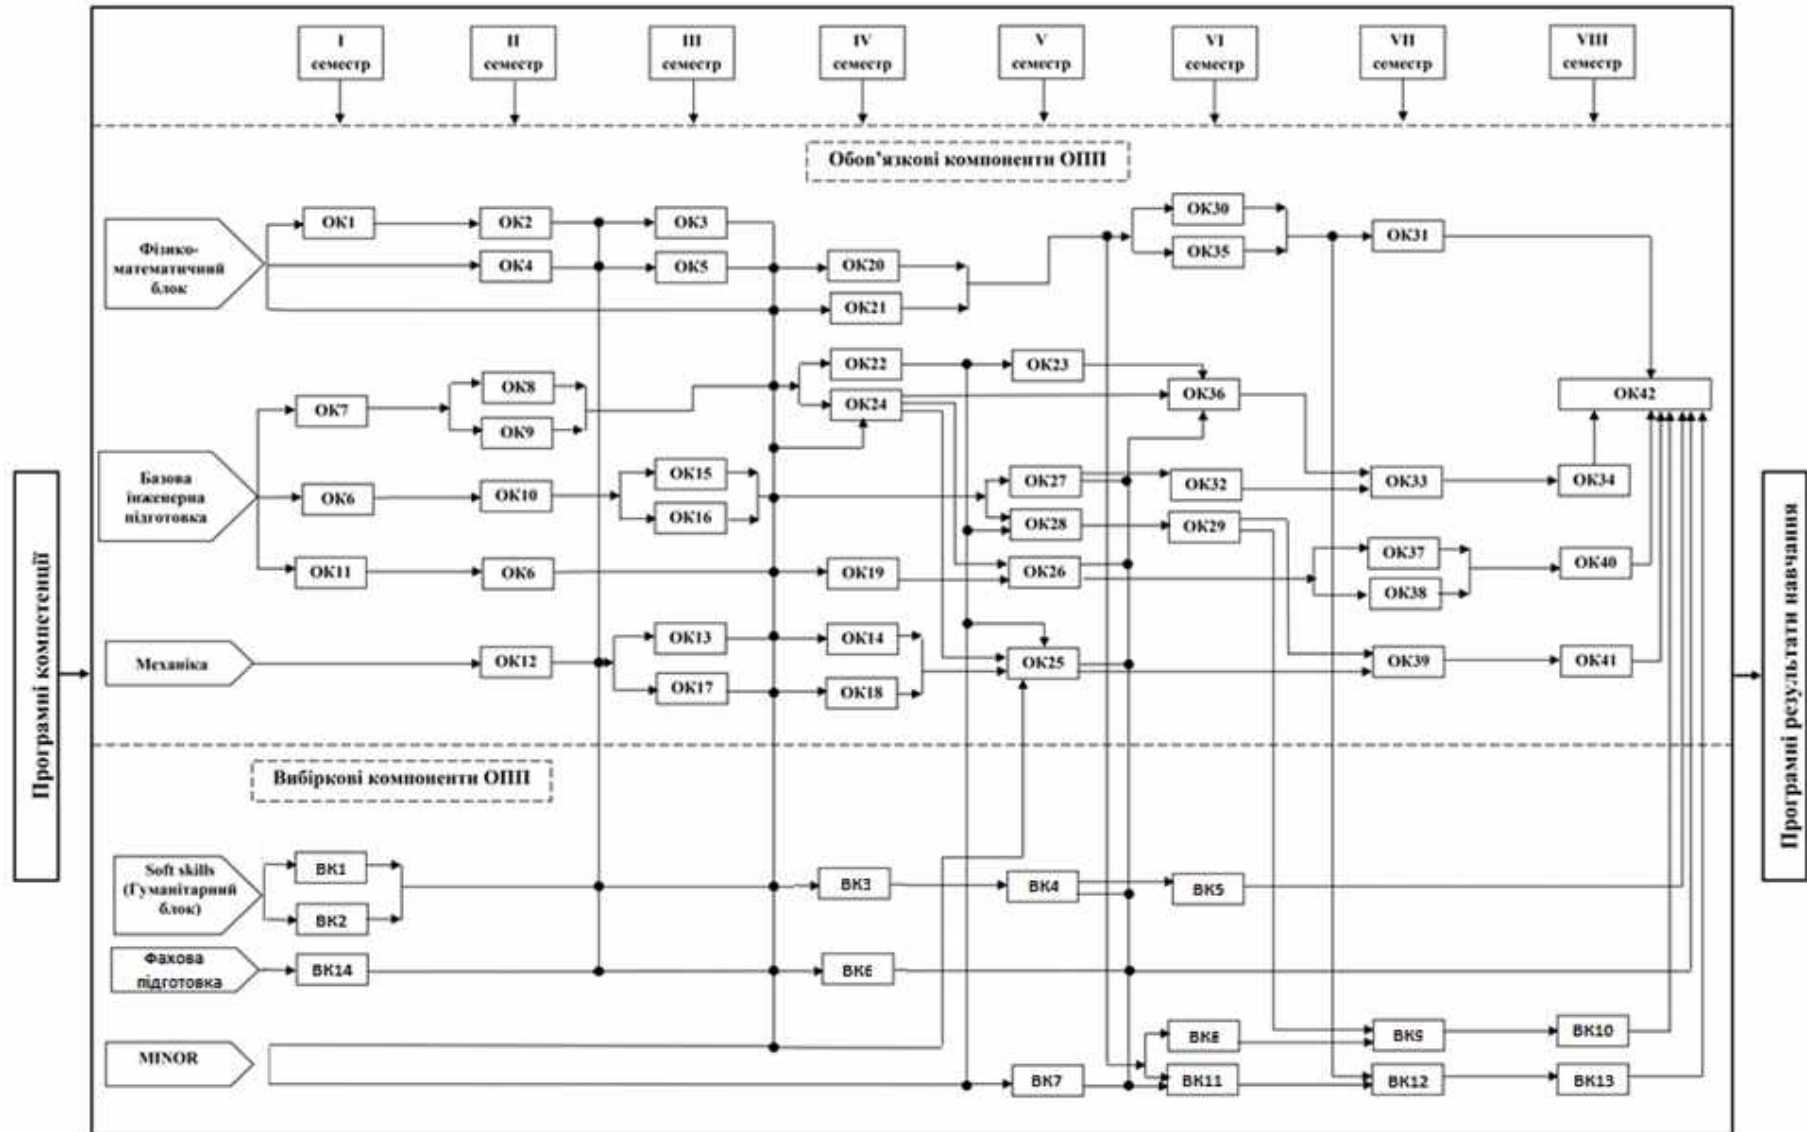 I
семестр
II
семестр
III
семестр
IV
семестр
V
семестр
VI
семестр
VII
семестр
VIII
семестр
Обов’язкові компоненти ОПП
Фізико-
математичний
блок
ОК1
ОК2
ОК3
ОК4
ОК5
ОК20
ОК21
ОК30
ОК35
ОК31
Базова
інженерна
підготовка
ОК7
ОК8
ОК9
ОК22
ОК24
ОК23
ОК36
ОК42
ОК6
ОК10
ОК15
ОК16
ОК27
ОК28
ОК32
ОК29
ОК33
ОК34
ОК11
ОК6
ОК19
ОК26
ОК37
ОК38
ОК40
Механіка
ОК12
ОК13
ОК17
ОК14
ОК18
ОК25
ОК39
ОК41
Програмні компетенції
Програмні результати навчання
Вибіркові компоненти ОПП
Soft skills
(Гуманітарний
блок)
ВК1
ВК2
ВК3
ВК4
ВК5
Фахова
підготовка
ВК14
ВК6
MINOR
ВК7
ВК8
ВК11
ВК9
ВК12
ВК10
ВК13